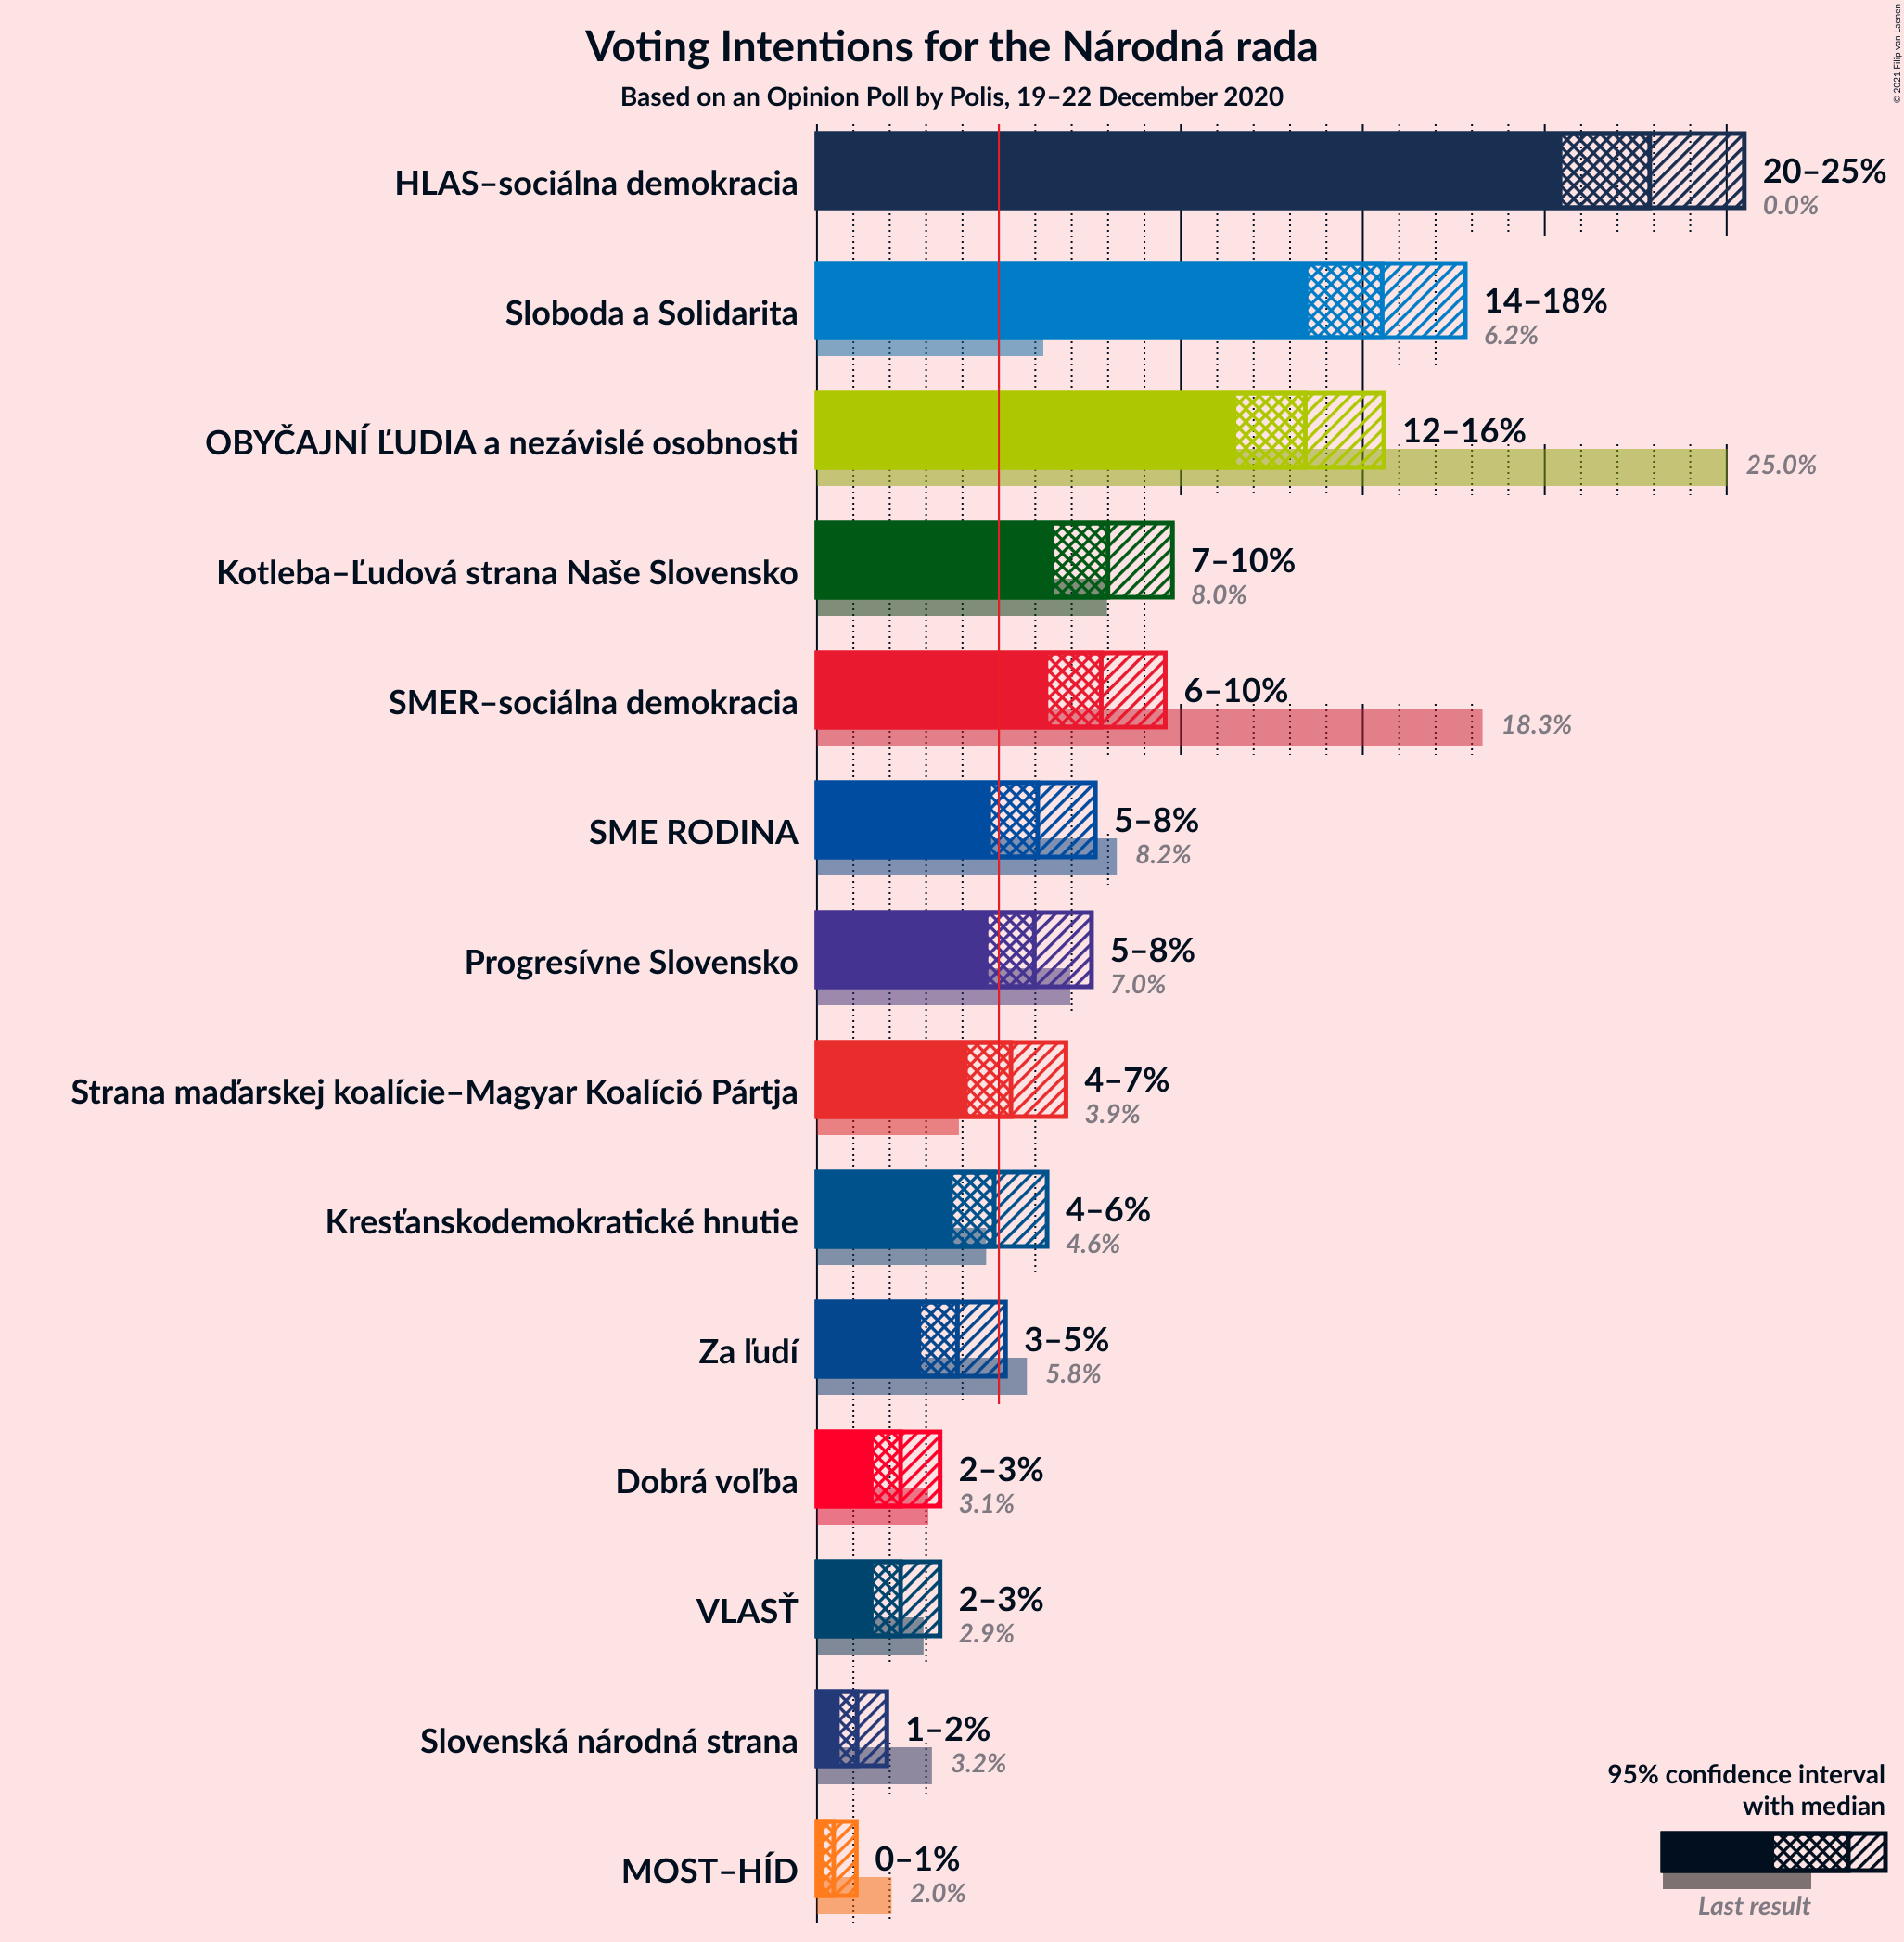 Voting Intentions for the Národná rada
Based on an Opinion Poll by Polis, 19–22 December 2020
© 2021 Filip van Laenen
HLAS–sociálna demokracia
20–25%
0.0%
Sloboda a Solidarita
14–18%
6.2%
OBYČAJNÍ ĽUDIA a nezávislé osobnosti
12–16%
25.0%
Kotleba–Ľudová strana Naše Slovensko
7–10%
8.0%
SMER–sociálna demokracia
6–10%
18.3%
SME RODINA
5–8%
8.2%
Progresívne Slovensko
5–8%
7.0%
Strana maďarskej koalície–Magyar Koalíció Pártja
4–7%
3.9%
Kresťanskodemokratické hnutie
4–6%
4.6%
Za ľudí
3–5%
5.8%
Dobrá voľba
2–3%
3.1%
VLASŤ
2–3%
2.9%
Slovenská národná strana
1–2%
3.2%
MOST–HÍD
0–1%
2.0%
95% confidence interval
with median
Last result